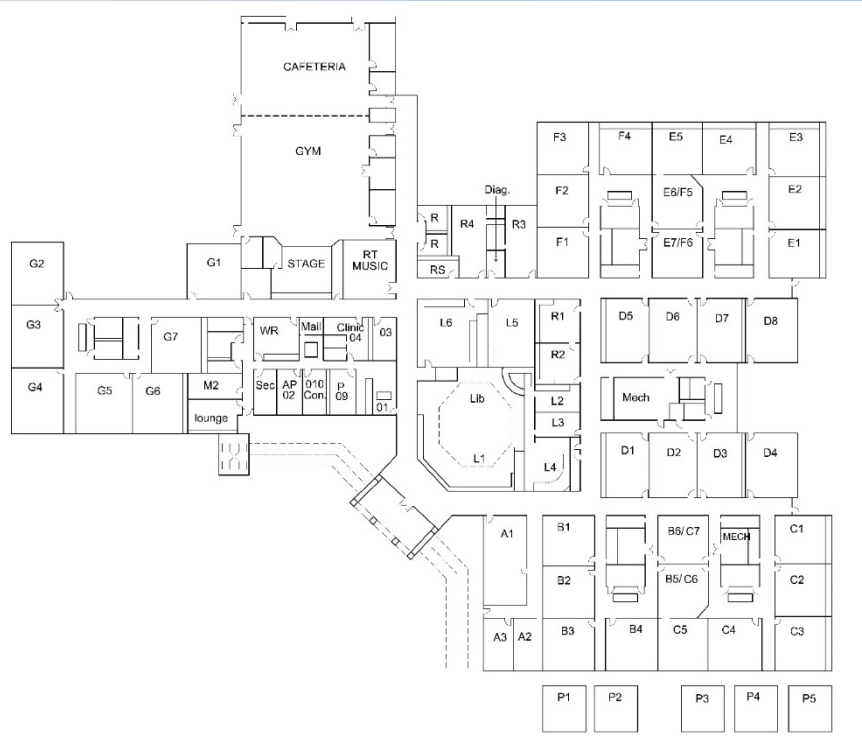 CAFETERIA
GYM
F3
F4
E5
E4
E3
Diag.
F2
E6/F5
E2
R
R4
R3
R
F1
E7/F6
E1
RS
G2
G1
STAGE
RT
MUSIC
G3
G7
WR
Mail
Clinic
04
03
L6
L5
R1
D5
D6
D7
D8
R2
G4
G5
G6
M2
Sec
AP
02
010
Con.
P
09
01
Lib
L2
Mech
lounge
L3
L1
L4
D1
D2
D3
D4
A1
B1
B6/C7
MECH
C1
B2
B5/C6
C2
A3
A2
B3
B4
C5
C4
C3
P1
P2
P3
P4
P5